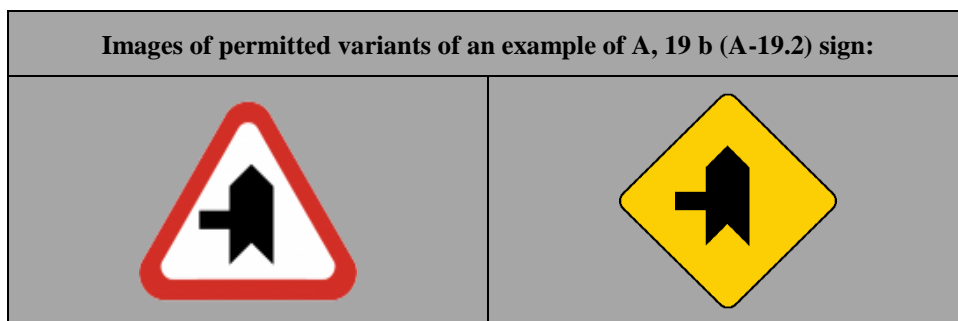 Images of permitted variants of an example of A, 19 b (A-19.2) sign: